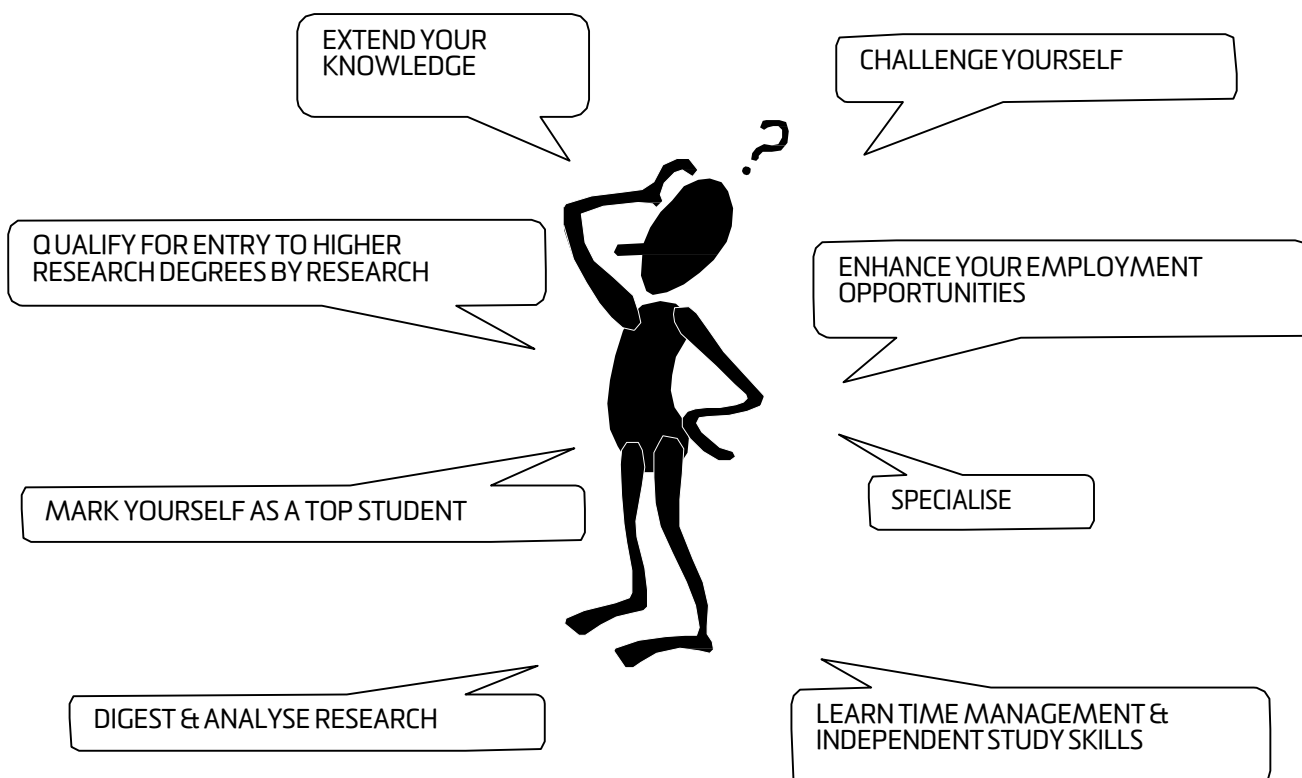 EXTEND YOUR
KNOWLEDGE
CHALLENGE YOURSELF
?
QUALIFY FOR ENTRY TO HIGHER
RESEARCH DEGREES BY RESEARCH
ENHANCE YOUR EMPLOYMENT
OPPORTUNITIES
MARK YOURSELF AS A TOP STUDENT
SPECIALISE
DIGEST & ANALYSE RESEARCH
LEARN TIME MANAGEMENT &
INDEPENDENT STUDY SKILLS